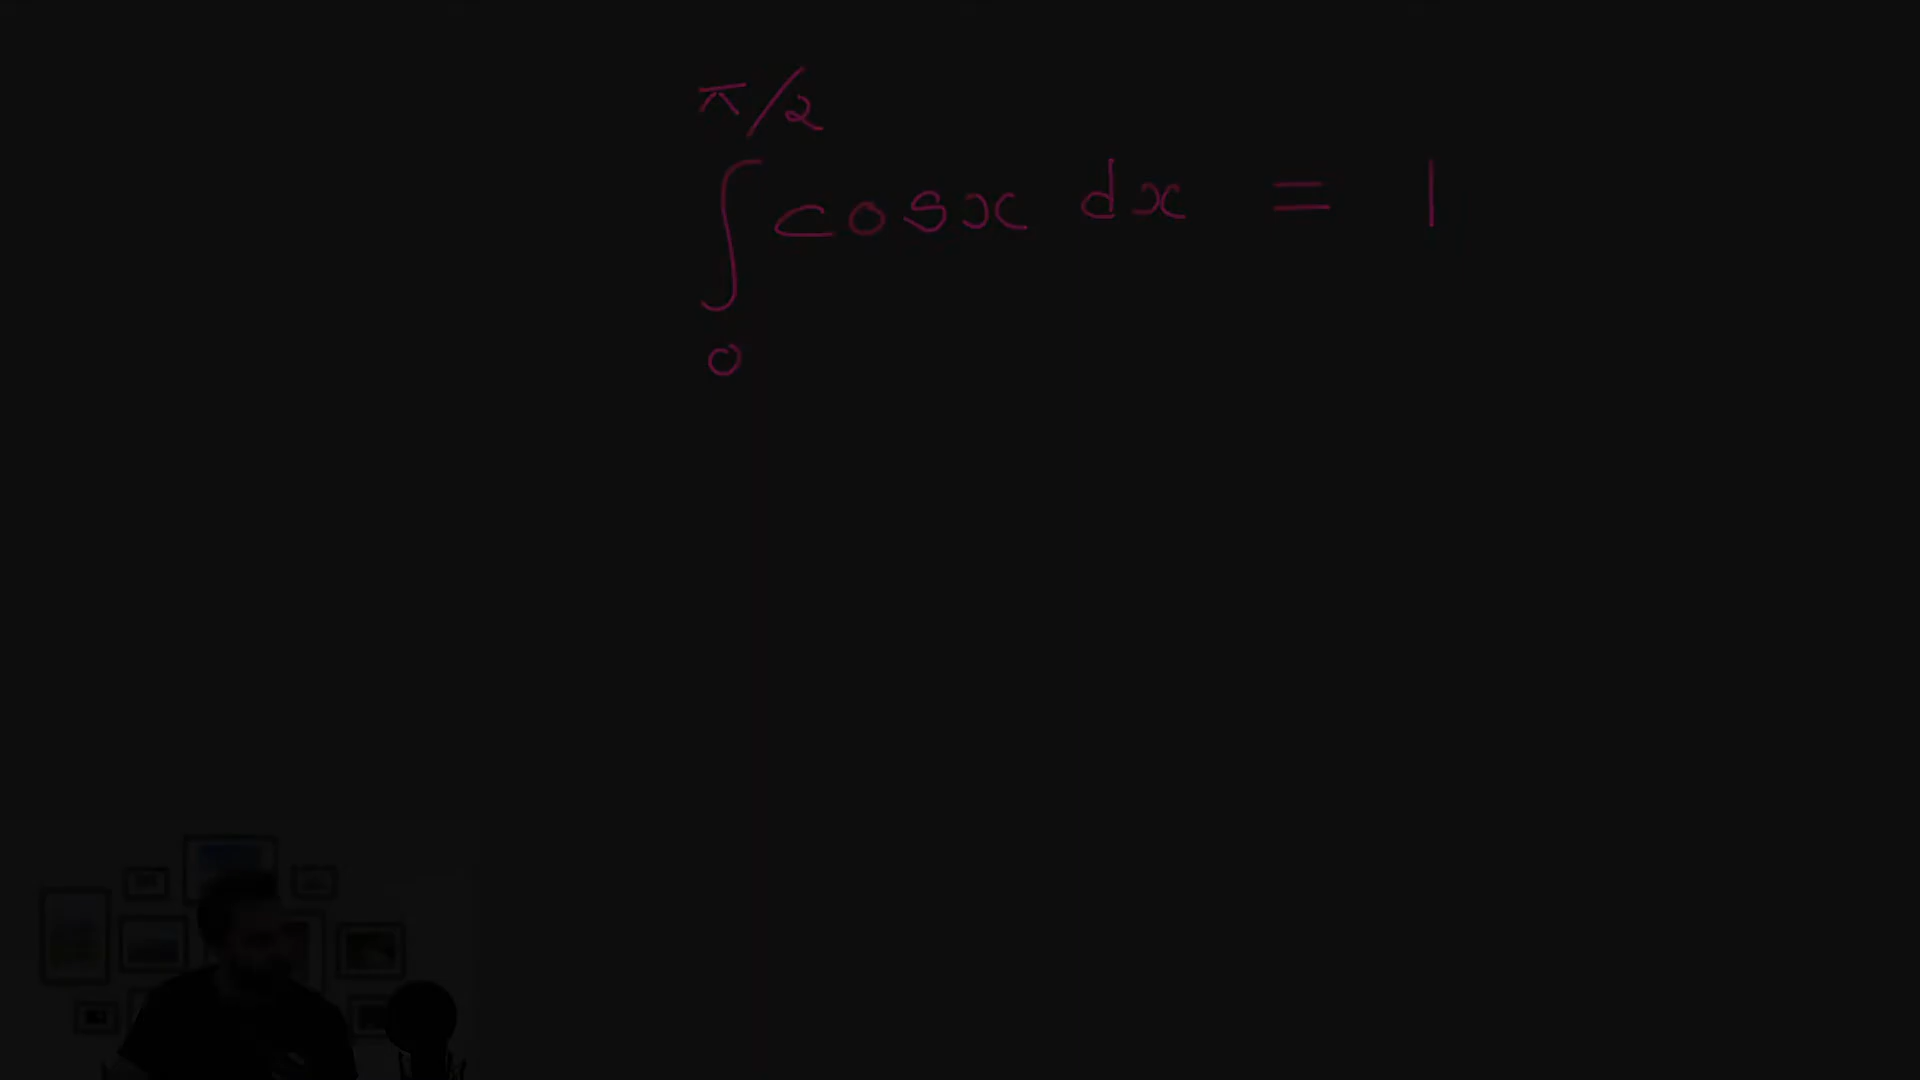 π/2
∫ cosx dx = 1
0